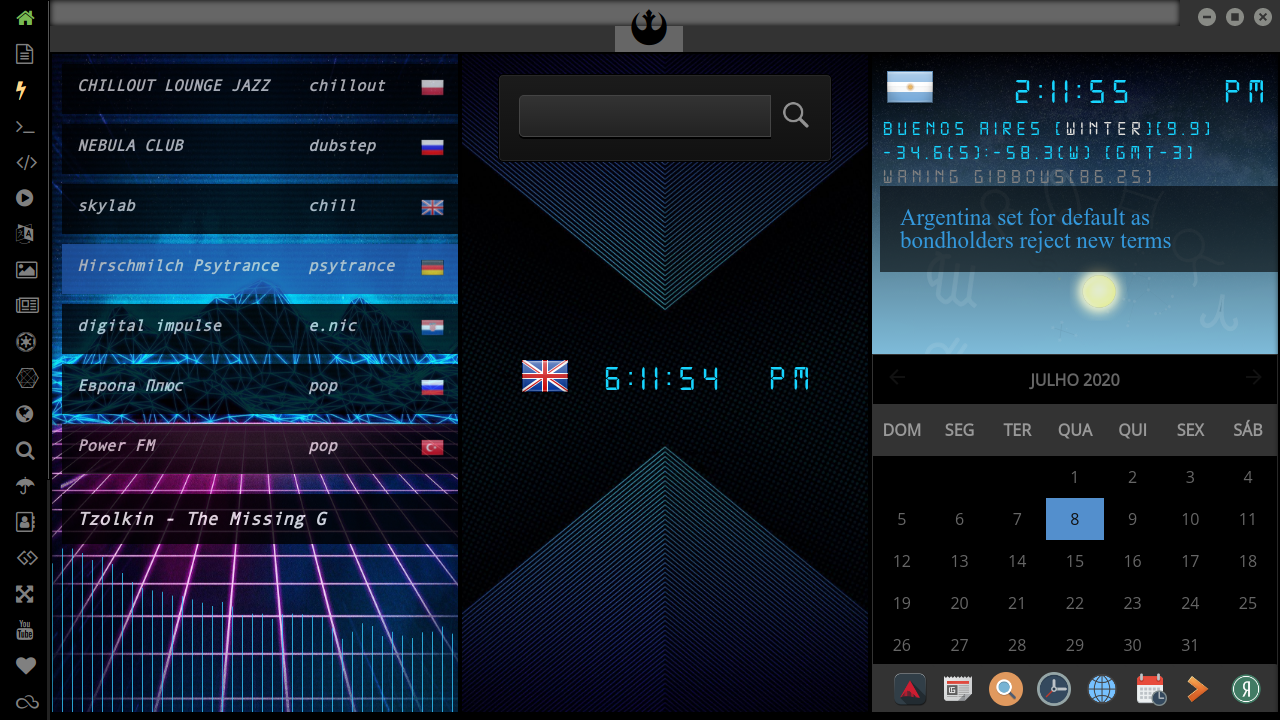 CHILLOUT LOUNGE JAZZ chillout
NEBULA CLUB dubstep
skylab chill
Hirschmilch Psytrance psytrance
digital impulse e.nic
Европа Плюс pop
Power FM pop
Tzolkin - The Missing G
You
Tube
6:11:54 PM
2:11:55 PM
BUENOS AIRES [WINTER][9.9]
-34.6(S):-58.3(W) [GMT-3]
WANING GIBBOUS[86.25]
Argentina set for default as
bondholders reject new terms
JULHO 2020
DOM SEG TER QUA QUI SEX SÁB
1 2 3 4
5 6 7 8 9 10 11
12 13 14 15 16 17 18
19 20 21 22 23 24 25
26 27 28 29 30 31
Я